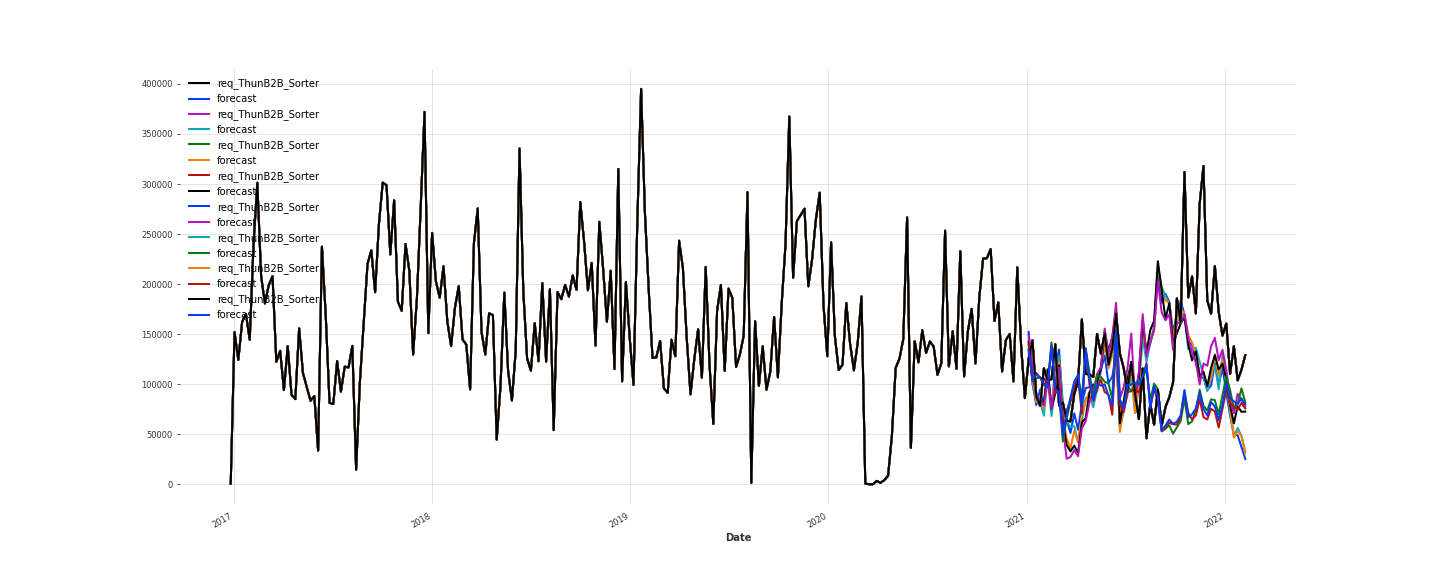 400000
350000
300000
250000
200000
150000
100000
50000
0
req_ThunB2B_Sorter
forecast
req_ThunB2B_Sorter
forecast
req_ThunB2B_Sorter
forecast
req_ThunB2B_Sorter
forecast
req_ThunB2B_Sorter
forecast
req_ThunB2B_Sorter
forecast
req_ThunB2B_Sorter
forecast
req_ThunB2B_Sorter
forecast
2017
2018
2019
2020
2021
2022
Date